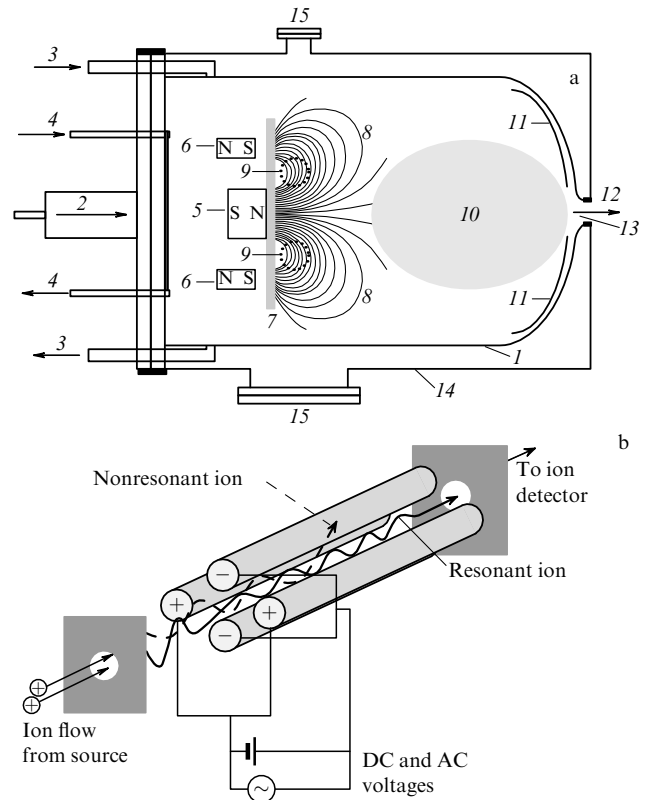 15
3
a
4
8
11
6
N S
9
2
5
S N
10
12
13
9
4
6
N S
8
11
7
3
1
14
15
b
Nonresonant ion
To ion
detector
Resonant ion
−
+
+
−
+
+
Ion flow
from source
DC and AC
voltages
∼